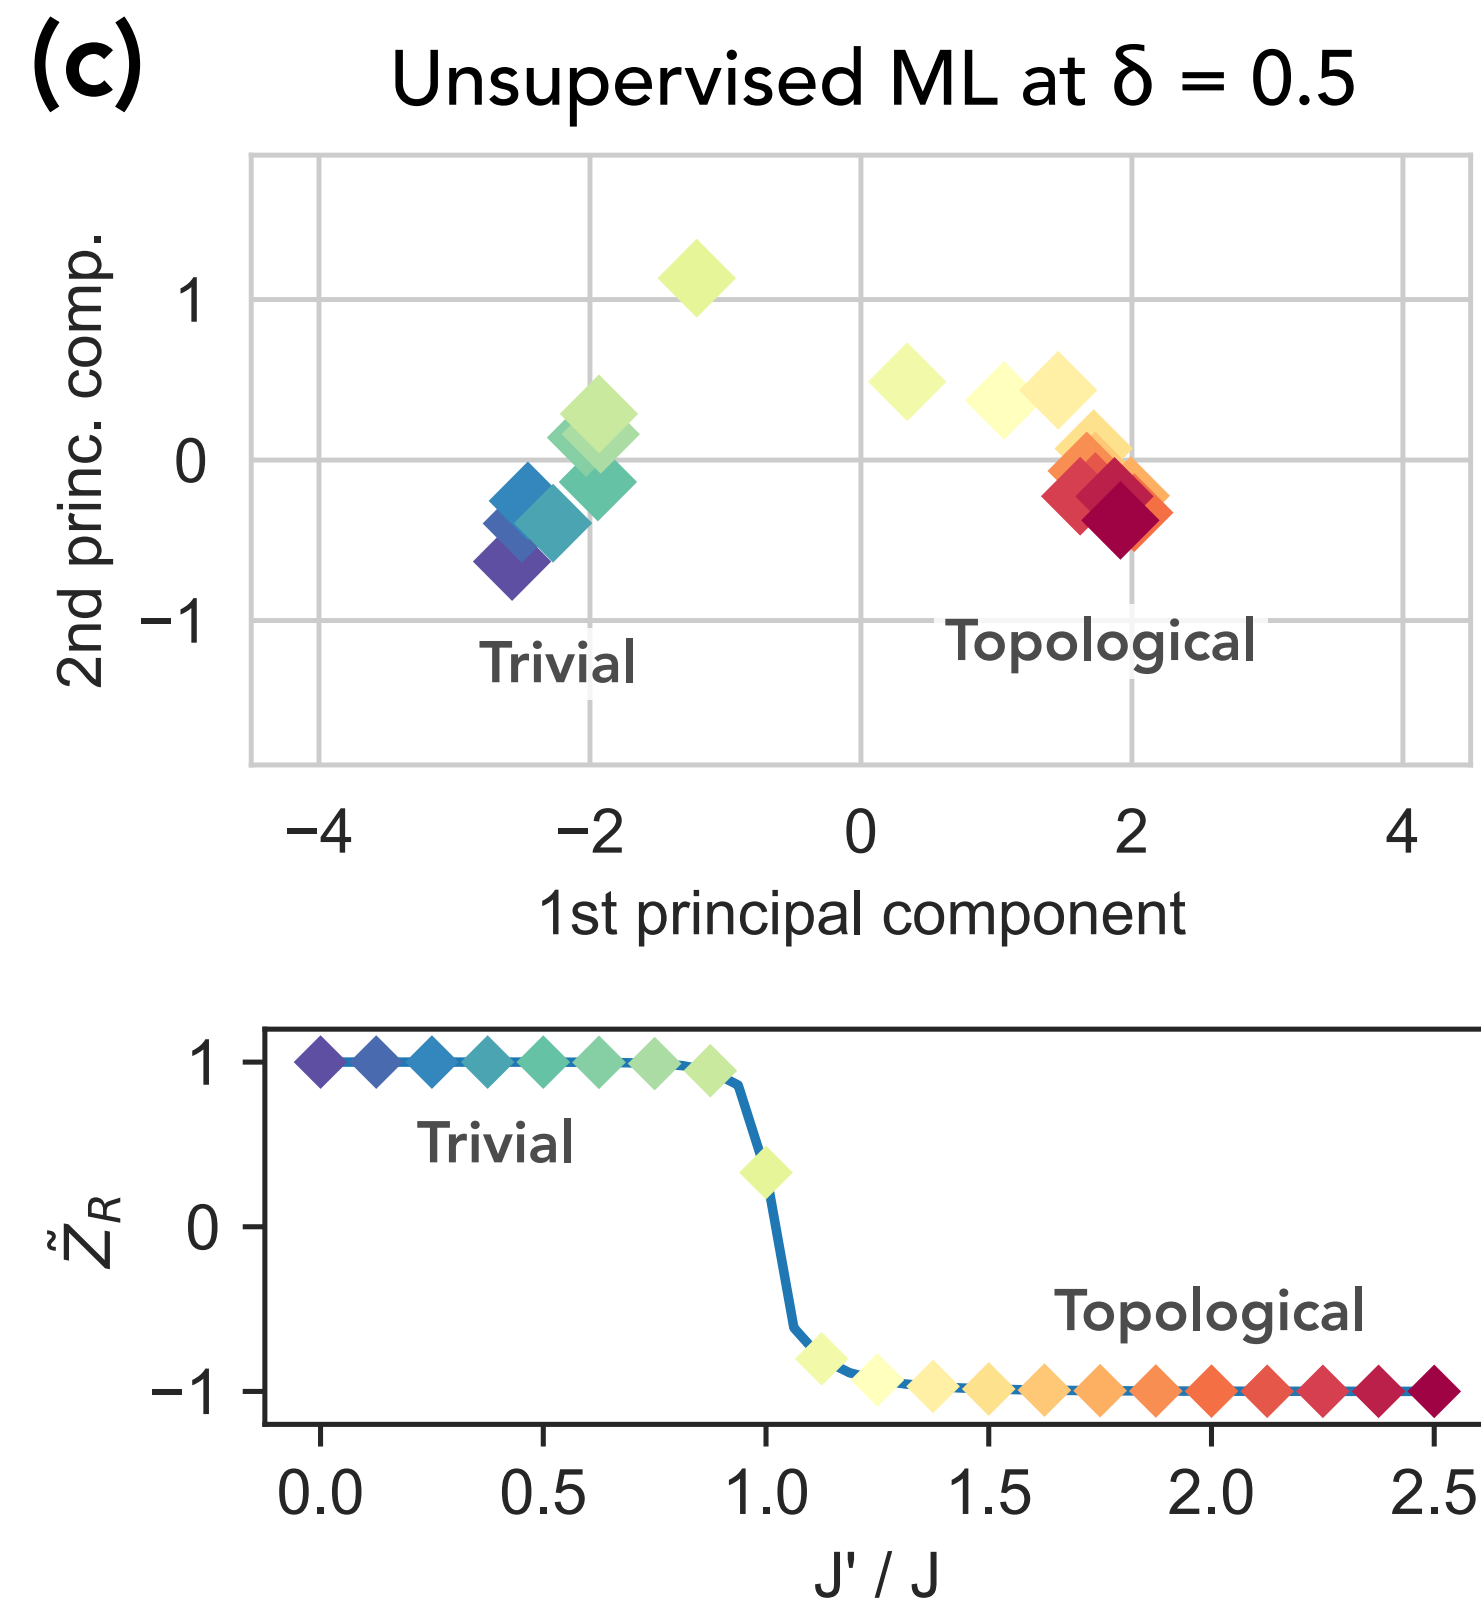 (c)
Unsupervised ML at δ = 0.5
2nd princ. comp.
1
0
−1
Trivial
Topological
−4 −2 0 2 4
1st principal component
Z̃_R
1
0
−1
Trivial
Topological
0.0 0.5 1.0 1.5 2.0 2.5
J' / J